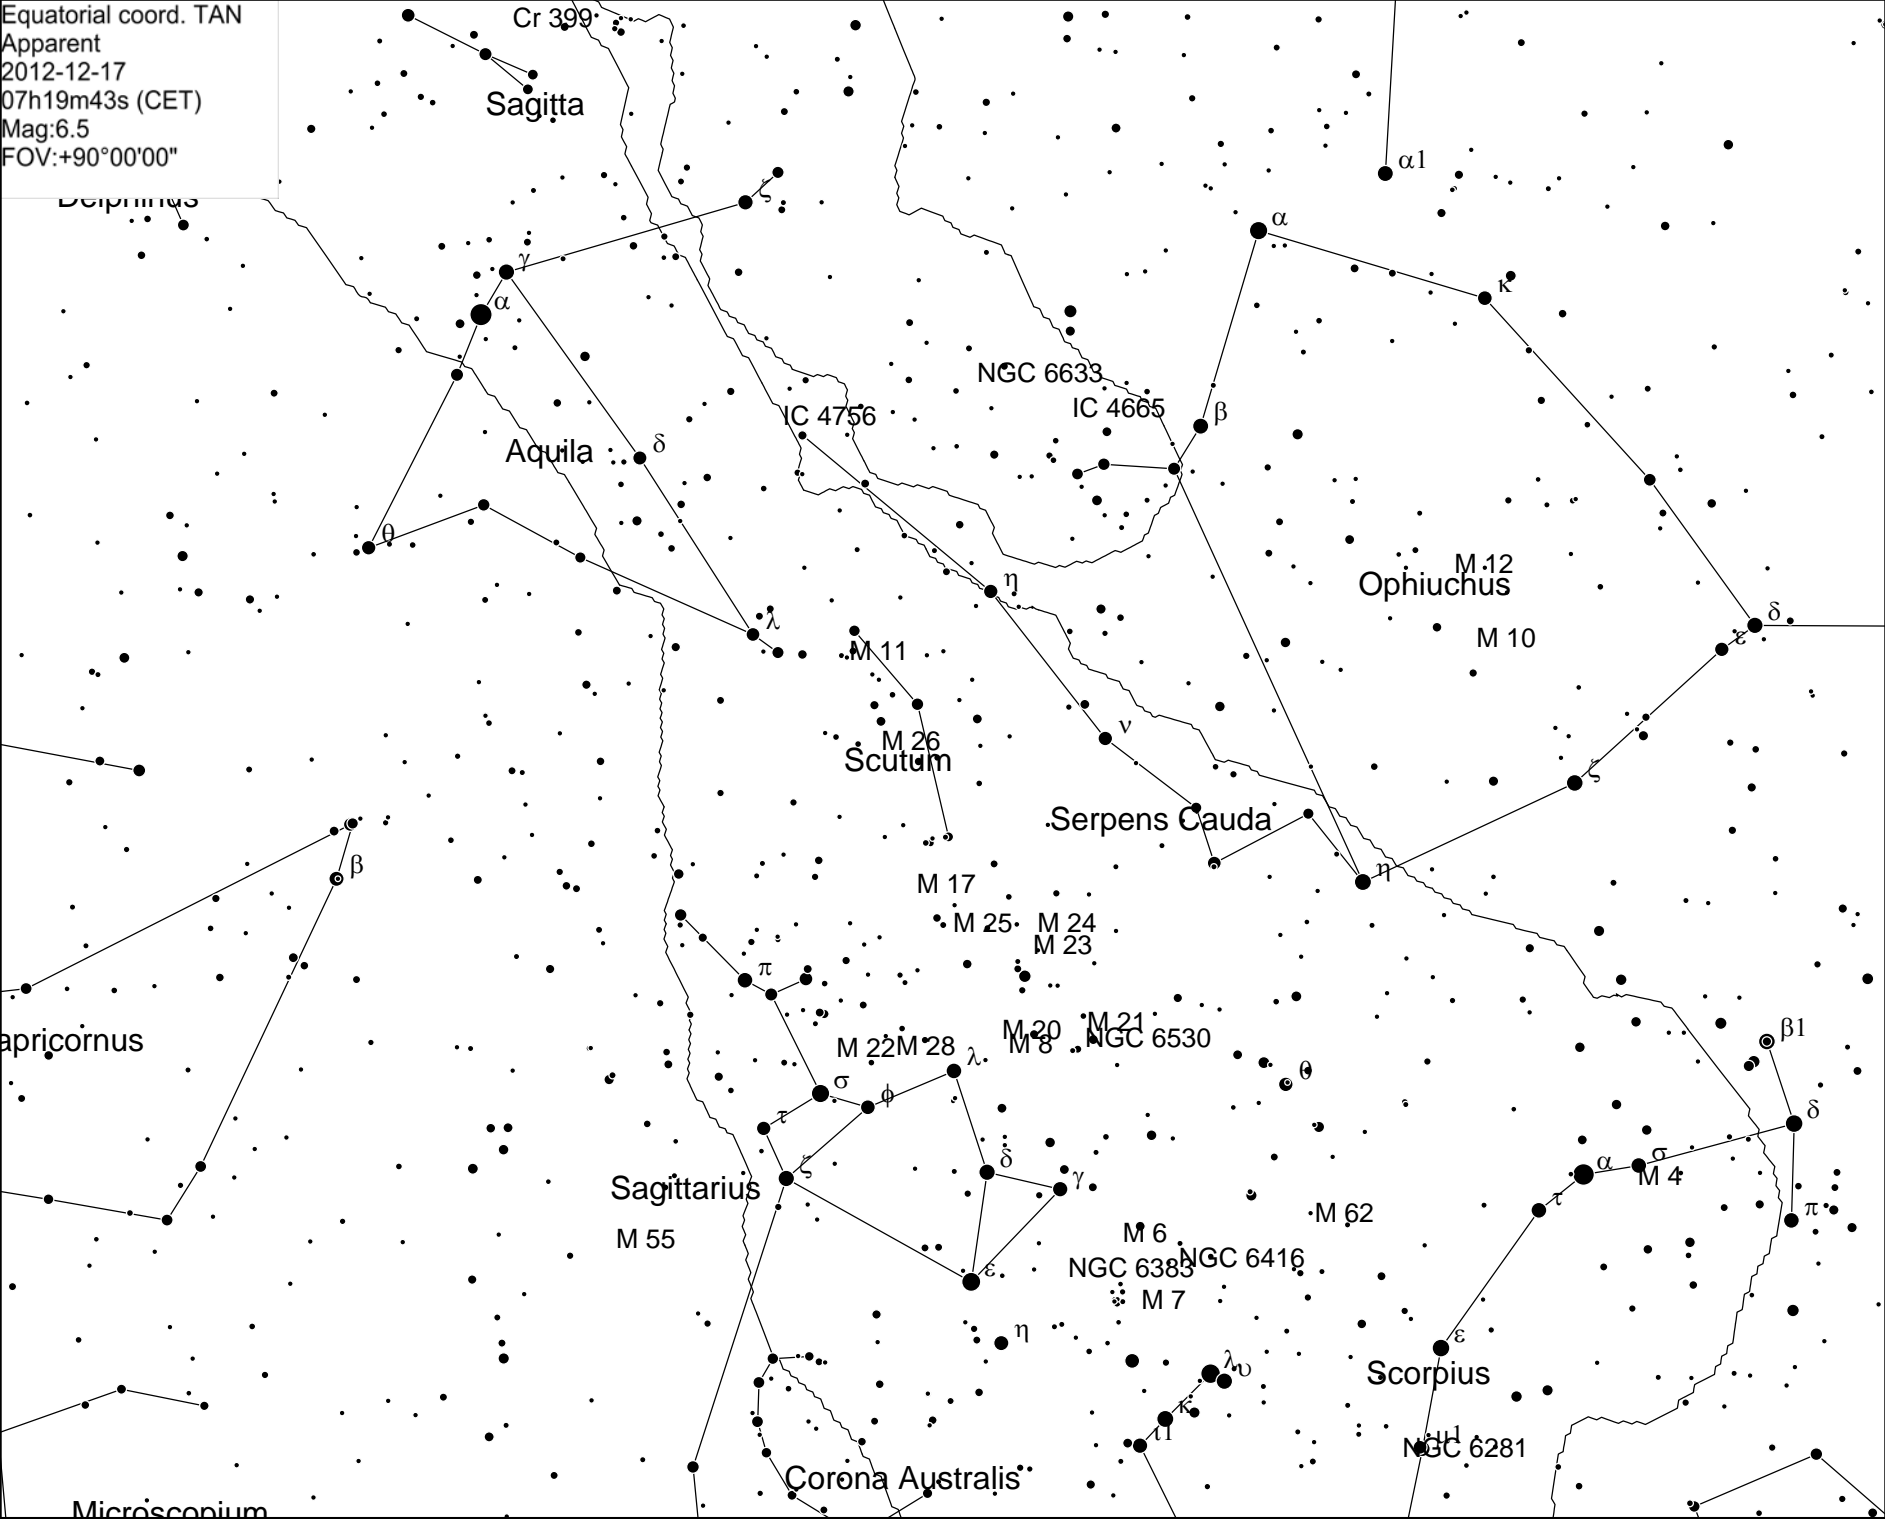 Equatorial coord. TAN
Apparent
2012-12-17
07h19m43s (CET)
Mag:6.5
FOV:+90°00'00"
Cr 399
Sagitta
α1
Delphinus
ζ
α
γ
κ
α
NGC 6633
IC 4665
IC 4756
β
Aquila
δ
θ
M 12
Ophiuchus
η
λ
δ
ε
M 10
M 11
ν
M 26
Scutum
ζ
Serpens Cauda
β
η
M 17
M 25
M 24
M 23
π
apricornus
M 20
M 21
NGC 6530
M 8
β1
M 22
M 28
λ
θ
σ
φ
τ
δ
ζ
δ
γ
α
σ
M 4
τ
π
Sagittarius
M 55
M 62
M 6
NGC 6416
NGC 6383
ε
M 7
η
ε
λ
υ
Scorpius
κ
ι1
μ1
NGC 6281
Corona Australis
Microscopium